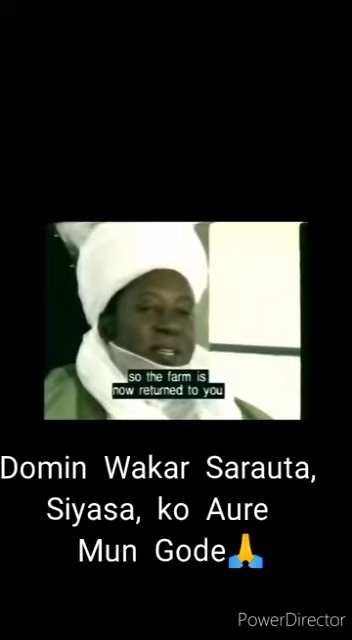 so the farm is
now returned to you
Domin Wakar Sarauta,
Siyasa, ko Aure
Mun Gode🙏
PowerDirector